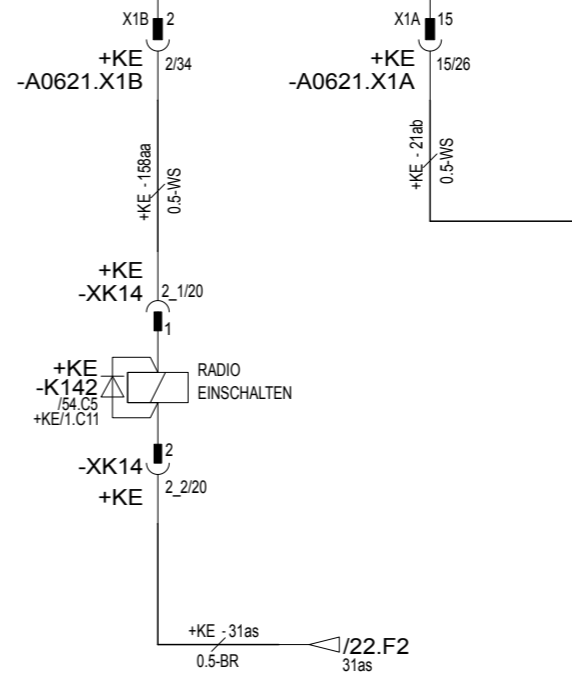 X1B 2
+KE 2/34
-A0621.X1B
+KE -158aa
0.5-WS
+KE
-XK14 2_1/20
1
+KE RADIO
-K142 EINSCHALTEN
/54.C5
+KE/1.C11
2
-XK14
+KE 2_2/20
+KE -31as
0.5-BR
/22.F2
31as
X1A 15
+KE 15/26
-A0621.X1A
+KE - 21ab
0.5-WS